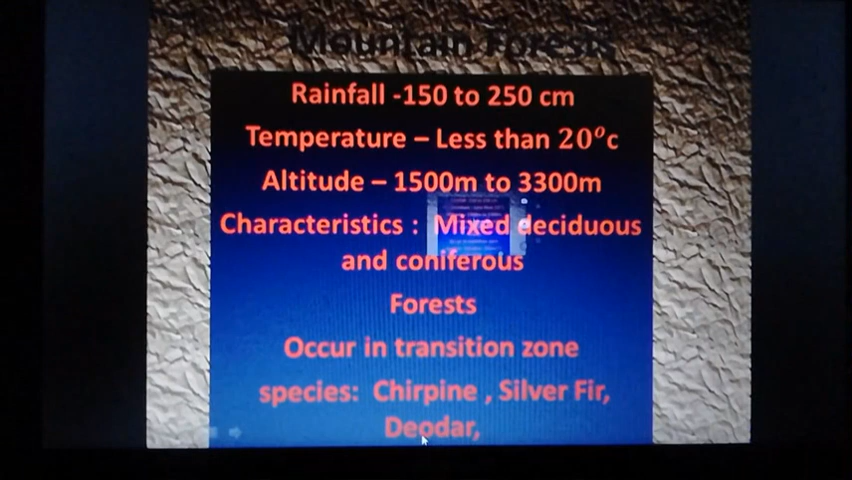 Mountain Forests
Rainfall -150 to 250 cm
Temperature – Less than 20°c
Altitude – 1500m to 3300m
Characteristics : Mixed deciduous
and coniferous
Forests
Occur in transition zone
species: Chirpine , Silver Fir,
Deodar,